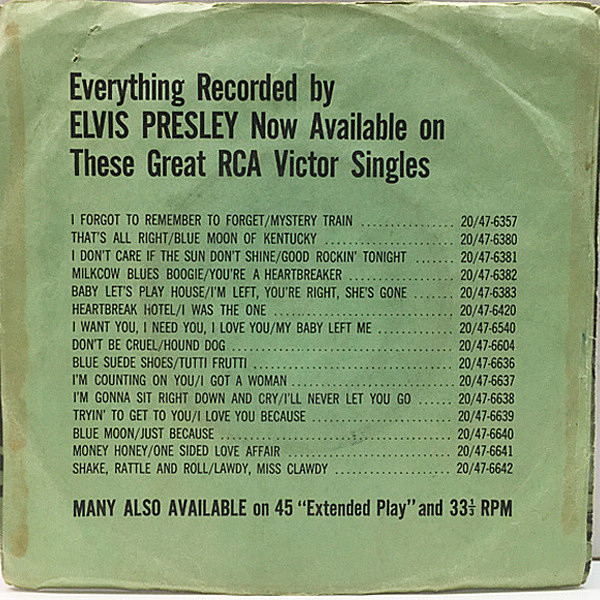 Everything Recorded by
ELVIS PRESLEY Now Available on
These Great RCA Victor Singles
I FORGOT TO REMEMBER TO FORGET/MYSTERY TRAIN .............. 20/47-6357
THAT'S ALL RIGHT/BLUE MOON OF KENTUCKY .................... 20/47-6380
I DON'T CARE IF THE SUN DON'T SHINE/GOOD ROCKIN' TONIGHT ...... 20/47-6381
MILKCOW BLUES BOOGIE/YOU'RE A HEARTBREAKER ................ 20/47-6382
BABY LET'S PLAY HOUSE/I'M LEFT, YOU'RE RIGHT, SHE'S GONE ...... 20/47-6383
HEARTBREAK HOTEL/I WAS THE ONE ............................ 20/47-6420
I WANT YOU, I NEED YOU, I LOVE YOU/MY BABY LEFT ME ............ 20/47-6540
DON'T BE CRUEL/HOUND DOG .................................. 20/47-6604
BLUE SUEDE SHOES/TUTTI FRUTTI .............................. 20/47-6636
I'M COUNTING ON YOU/I GOT A WOMAN ......................... 20/47-6637
I'M GONNA SIT RIGHT DOWN AND CRY/I'LL NEVER LET YOU GO ...... 20/47-6638
TRYIN' TO GET TO YOU/I LOVE YOU BECAUSE .................... 20/47-6639
BLUE MOON/JUST BECAUSE .................................... 20/47-6640
MONEY HONEY/ONE SIDED LOVE AFFAIR ......................... 20/47-6641
SHAKE, RATTLE AND ROLL/LAWDY, MISS CLAWDY .................. 20/47-6642
MANY ALSO AVAILABLE on 45 "Extended Play" and 33⅓ RPM